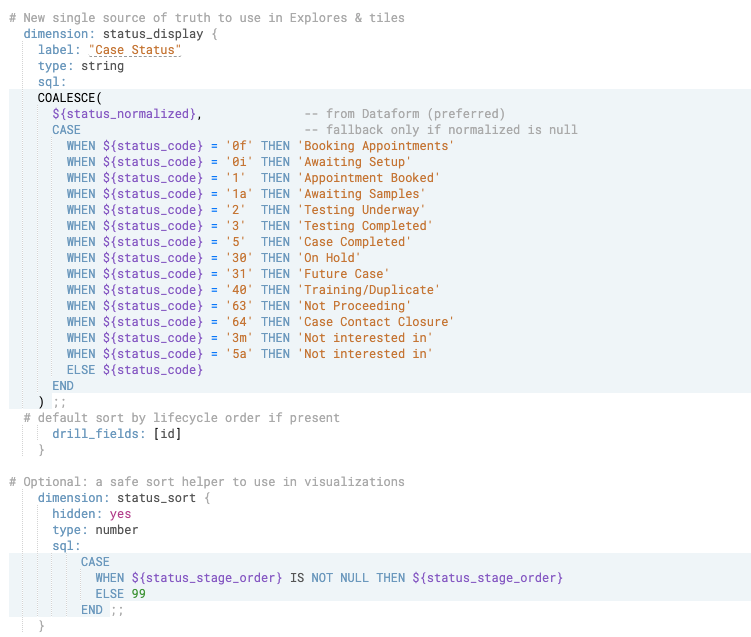 # New single source of truth to use in Explores & tiles
dimension: status_display {
label: "Case Status"
type: string
sql:
COALESCE(
${status_normalized}, -- from Dataform (preferred)
CASE -- fallback only if normalized is null
WHEN ${status_code} = '0f' THEN 'Booking Appointments'
WHEN ${status_code} = '0i' THEN 'Awaiting Setup'
WHEN ${status_code} = '1' THEN 'Appointment Booked'
WHEN ${status_code} = '1a' THEN 'Awaiting Samples'
WHEN ${status_code} = '2' THEN 'Testing Underway'
WHEN ${status_code} = '3' THEN 'Testing Completed'
WHEN ${status_code} = '5' THEN 'Case Completed'
WHEN ${status_code} = '30' THEN 'On Hold'
WHEN ${status_code} = '31' THEN 'Future Case'
WHEN ${status_code} = '40' THEN 'Training/Duplicate'
WHEN ${status_code} = '63' THEN 'Not Proceeding'
WHEN ${status_code} = '64' THEN 'Case Contact Closure'
WHEN ${status_code} = '3m' THEN 'Not interested in'
WHEN ${status_code} = '5a' THEN 'Not interested in'
ELSE ${status_code}
END
) ;;
# default sort by lifecycle order if present
drill_fields: [id]
}
# Optional: a safe sort helper to use in visualizations
dimension: status_sort {
hidden: yes
type: number
sql:
CASE
WHEN ${status_stage_order} IS NOT NULL THEN ${status_stage_order}
ELSE 99
END ;;
}